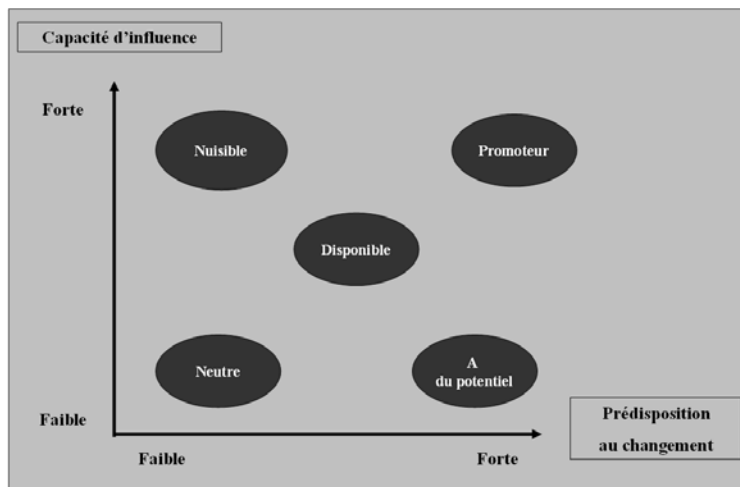 Capacité d'influence
Forte
Nuisible
Promoteur
Disponible
Neutre
A
du potentiel
Faible
Prédisposition
au changement
Faible
Forte